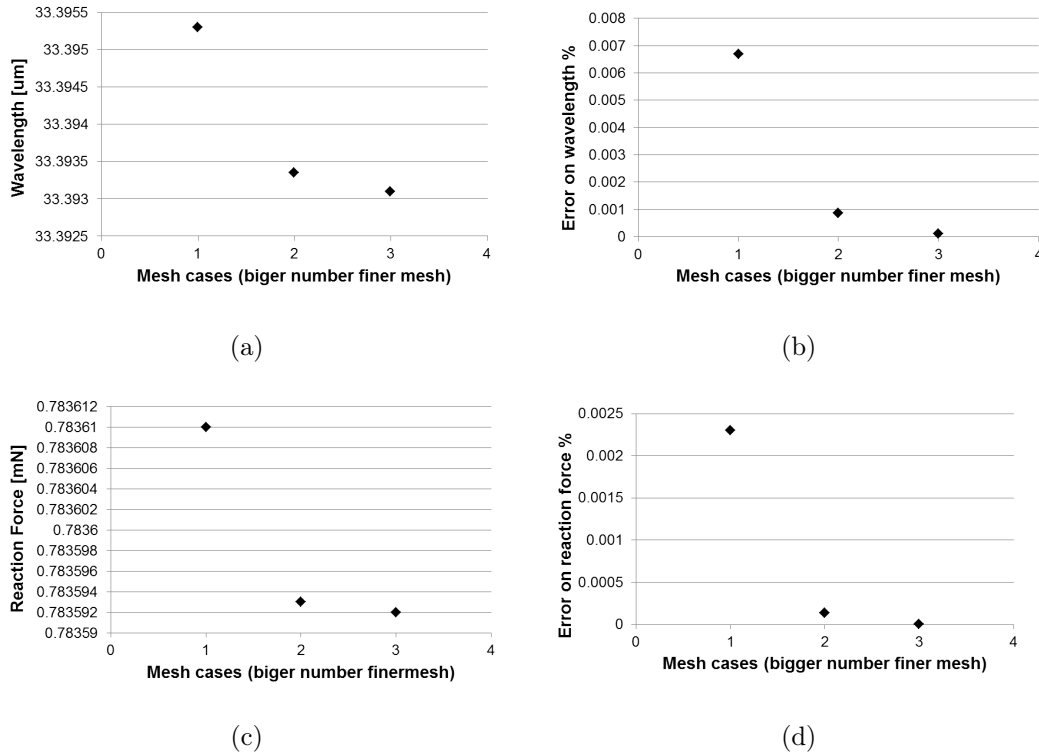 33.3955
33.395
33.3945
33.394
33.3935
33.393
33.3925
0 1 2 3 4
Wavelength [um]
Mesh cases (biger number finer mesh)
(a)
0.008
0.007
0.006
0.005
0.004
0.003
0.002
0.001
0
0 1 2 3 4
Error on wavelength %
Mesh cases (bigger number finer mesh)
(b)
0.783612
0.78361
0.783608
0.783606
0.783604
0.783602
0.7836
0.783598
0.783596
0.783594
0.783592
0.78359
0 1 2 3 4
Reaction Force [mN]
Mesh cases (biger number finermesh)
(c)
0.0025
0.002
0.0015
0.001
0.0005
0
0 1 2 3 4
Error on reaction force %
Mesh cases (bigger number finer mesh)
(d)